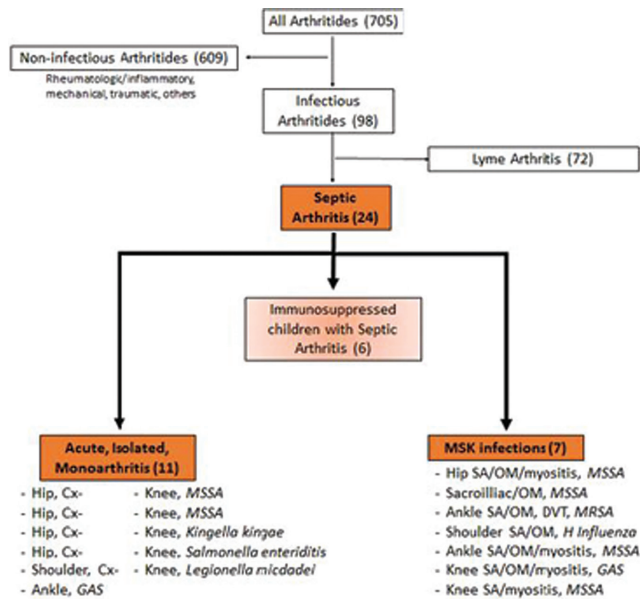 All Arthritides (705)
Non-infectious Arthritides (609)
Rheumatologic/inflammatory,
mechanical, traumatic, others
Infectious
Arthritides (98)
Lyme Arthritis (72)
Septic
Arthritis (24)
Immunosuppressed
children with Septic
Arthritis (6)
Acute, Isolated,
Monoarthritis (11)
- Hip, Cx-
- Hip, Cx-
- Hip, Cx-
- Hip, Cx-
- Shoulder, Cx-
- Ankle, GAS
- Knee, MSSA
- Knee, MSSA
- Knee, Kingella kingae
- Knee, Salmonella enteriditis
- Knee, Legionella micdadei
MSK infections (7)
- Hip SA/OM/myositis, MSSA
- Sacroilliac/OM, MSSA
- Ankle SA/OM, DVT, MRSA
- Shoulder SA/OM, H Influenza
- Ankle SA/OM/myositis, MSSA
- Knee SA/OM/myositis, GAS
- Knee SA/myositis, MSSA